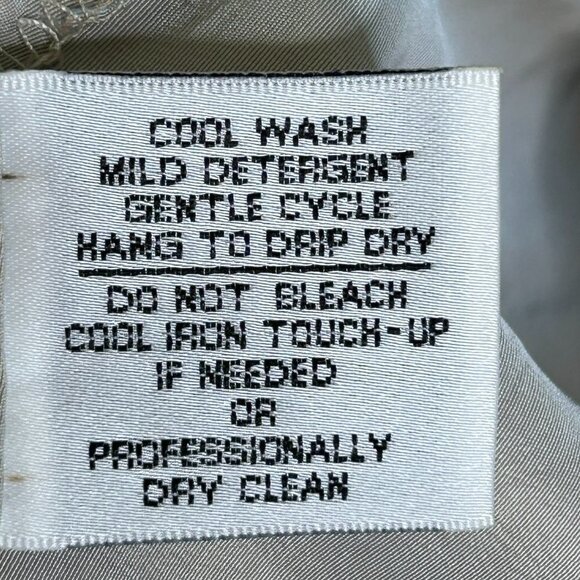 COOL WASH
MILD DETERGENT
GENTLE CYCLE
HANG TO DRIP DRY
DO NOT BLEACH
COOL IRON TOUCH-UP
IF NEEDED
OR
PROFESSIONALLY
DRY CLEAN